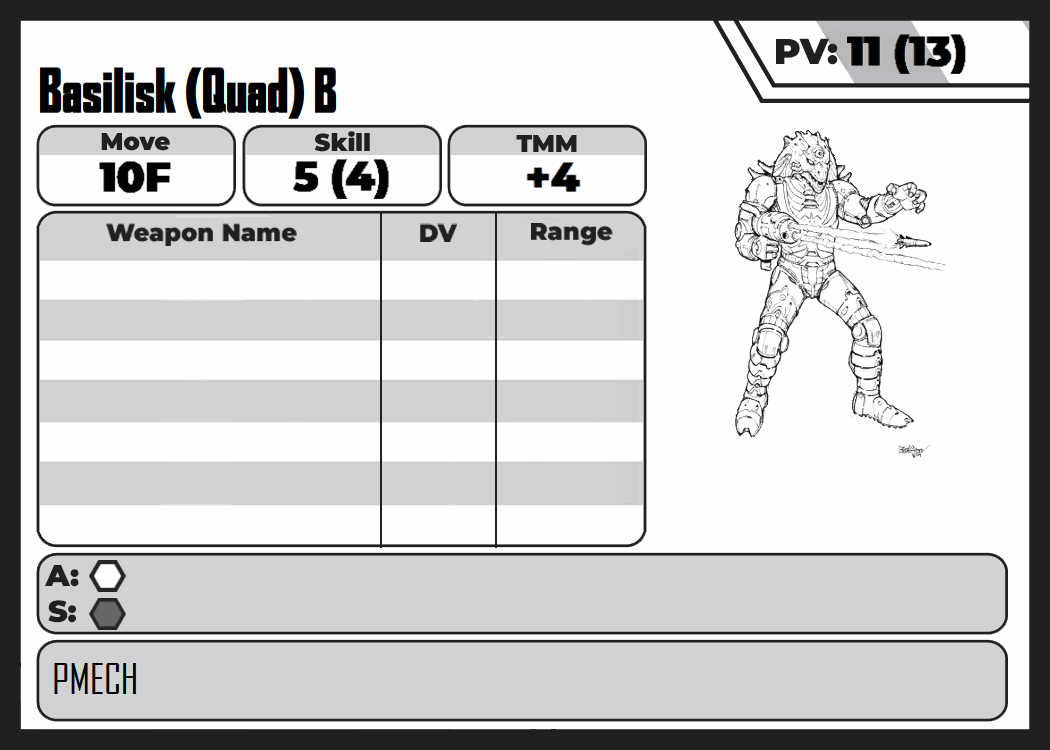 PV: 11 (13)
Basilisk (Quad) B
Move Skill TMM
10F 5 (4) +4
Weapon Name DV Range
A:
S:
PMECH